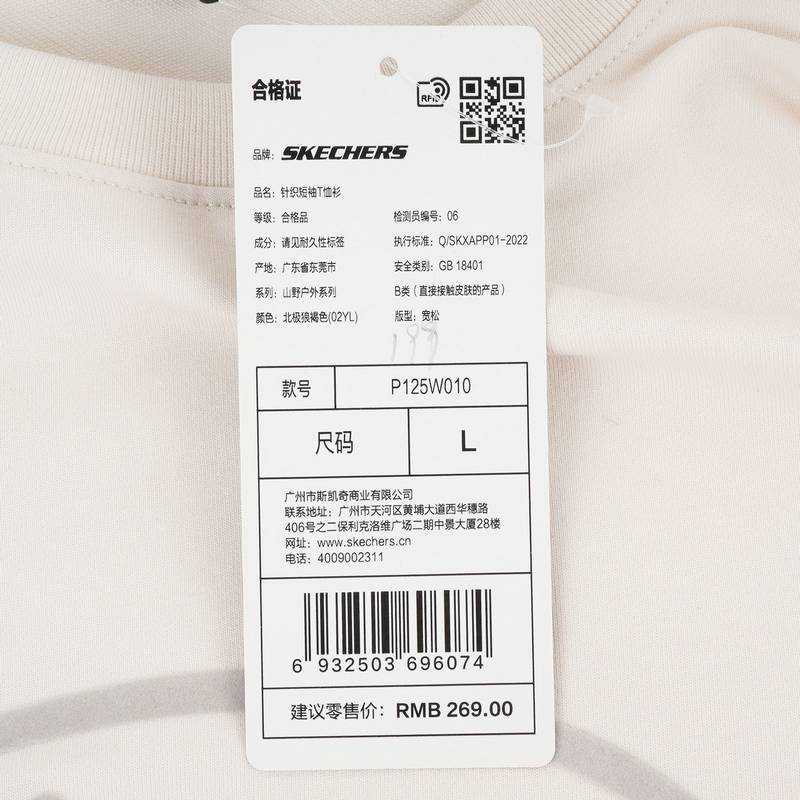 合格证
RFID
品牌: SKECHERS
品名: 针织短袖T恤衫
等级: 合格品 检测员编号: 06
成分: 请见耐久性标签 执行标准: Q/SKXAPP01-2022
产地: 广东省东莞市 安全类别: GB 18401
系列: 山野户外系列 B类 (直接接触皮肤的产品)
颜色: 北极狼褐色(02YL) 版型: 宽松
199
款号 P125W010
尺码 L
广州市斯凯奇商业有限公司
联系地址: 广州市天河区黄埔大道西华穗路
406号之二保利克洛维广场二期中景大厦28楼
网址: www.skechers.cn
电话: 4009002311
6 932503 696074
建议零售价: RMB 269.00